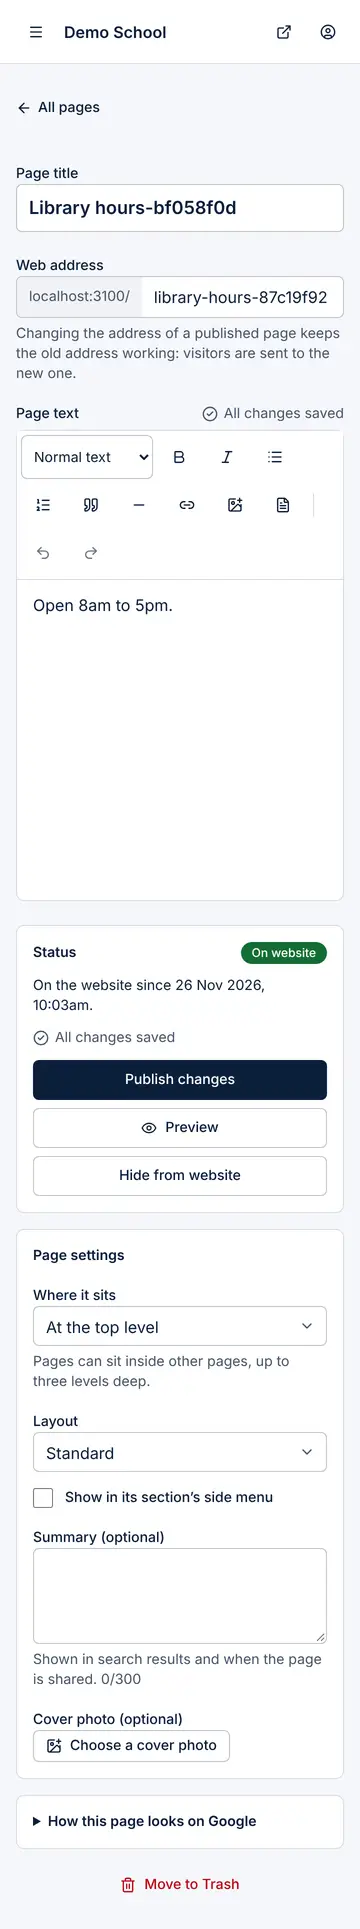 Demo School
All pages
Page title
Library hours-bf058f0d
Web address
localhost:3100/ library-hours-87c19f92
Changing the address of a published page keeps
the old address working: visitors are sent to the
new one.
Page text All changes saved
Normal text B I
Open 8am to 5pm.
Status On website
On the website since 26 Nov 2026,
10:03am.
All changes saved
Publish changes
Preview
Hide from website
Page settings
Where it sits
At the top level
Pages can sit inside other pages, up to
three levels deep.
Layout
Standard
Show in its section’s side menu
Summary (optional)
Shown in search results and when the page
is shared. 0/300
Cover photo (optional)
Choose a cover photo
How this page looks on Google
Move to Trash